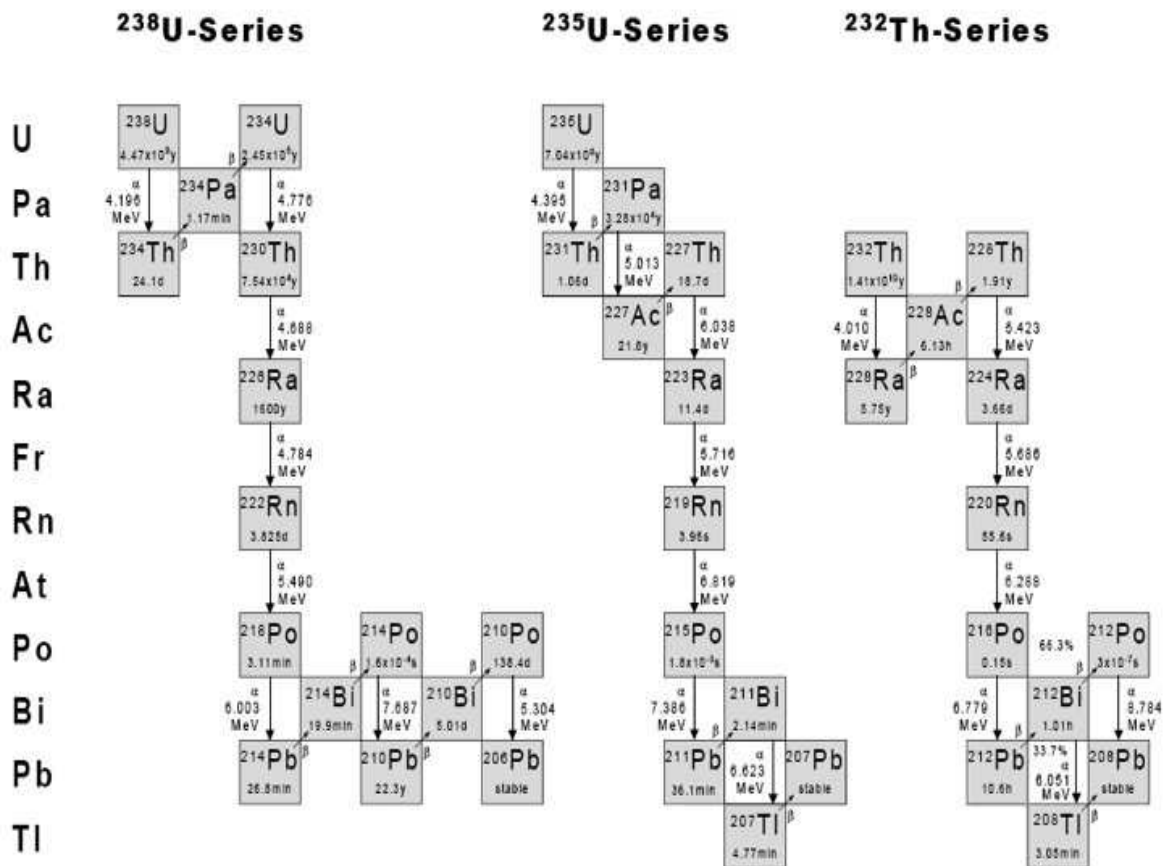 ²³⁸U-Series
²³⁵U-Series
²³²Th-Series
U
Pa
Th
Ac
Ra
Fr
Rn
At
Po
Bi
Pb
Tl
²³⁸U
4.47x10⁹y
α
4.196
MeV
²³⁴Th
24.1d
β
²³⁴Pa
1.17min
β
²³⁴U
2.45x10⁵y
α
4.776
MeV
²³⁰Th
7.54x10⁴y
α
4.688
MeV
²²⁶Ra
1600y
α
4.784
MeV
²²²Rn
3.825d
α
5.490
MeV
²¹⁸Po
3.11min
α
6.003
MeV
²¹⁴Pb
26.8min
β
²¹⁴Bi
19.9min
β
²¹⁴Po
1.6x10⁻⁴s
α
7.687
MeV
²¹⁰Pb
22.3y
β
²¹⁰Bi
5.01d
β
²¹⁰Po
138.4d
α
5.304
MeV
²⁰⁶Pb
stable
²³⁵U
α
4.395
MeV
²³¹Th
1.06d
β
²³¹Pa
3.28x10⁴y
α
5.013
MeV
²²⁷Ac
21.8y
β
²²⁷Th
18.7d
α
6.038
MeV
²²³Ra
11.4d
α
5.716
MeV
²¹⁹Rn
3.96s
α
6.819
MeV
²¹⁵Po
1.8x10⁻³s
α
7.386
MeV
²¹¹Pb
36.1min
β
²¹¹Bi
2.14min
α
6.623
MeV
²⁰⁷Tl
4.77min
β
²⁰⁷Pb
stable
²³²Th
1.41x10¹⁰y
α
4.010
MeV
²²⁸Ra
5.75y
β
²²⁸Ac
6.13h
β
²²⁸Th
1.91y
α
5.423
MeV
²²⁴Ra
3.66d
α
5.686
MeV
²²⁰Rn
55.6s
α
6.288
MeV
²¹⁶Po
0.15s
α
6.779
MeV
²¹²Pb
10.6h
β
²¹²Bi
1.01h
66.3%
β
²¹²Po
3x10⁻⁷s
α
8.784
MeV
33.7%
α
6.051
MeV
²⁰⁸Tl
3.05min
β
²⁰⁸Pb
stable